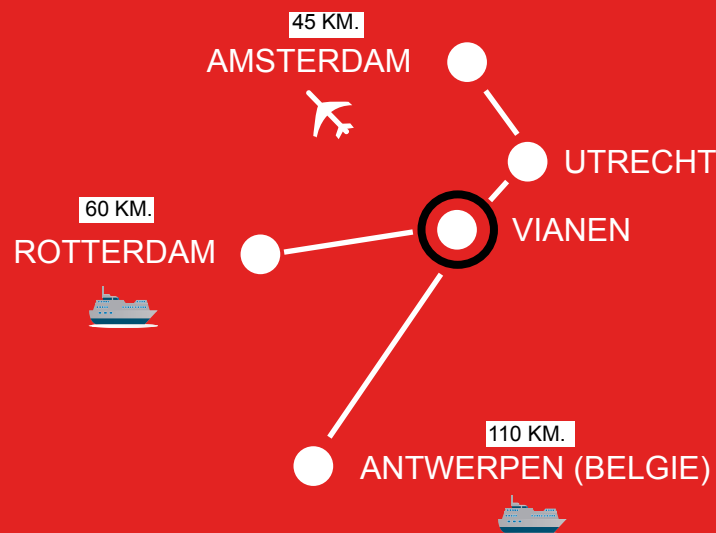 45 KM.
AMSTERDAM
UTRECHT
60 KM.
VIANEN
ROTTERDAM
110 KM.
ANTWERPEN (BELGIE)